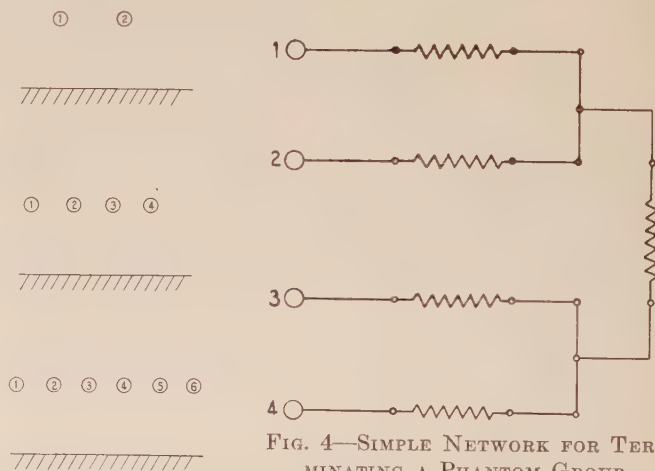 ① ②
① ② ③ ④
① ② ③ ④ ⑤ ⑥
1
2
3
4
FIG. 4—SIMPLE NETWORK FOR TER-
MINATING A PHANTOM GROUP